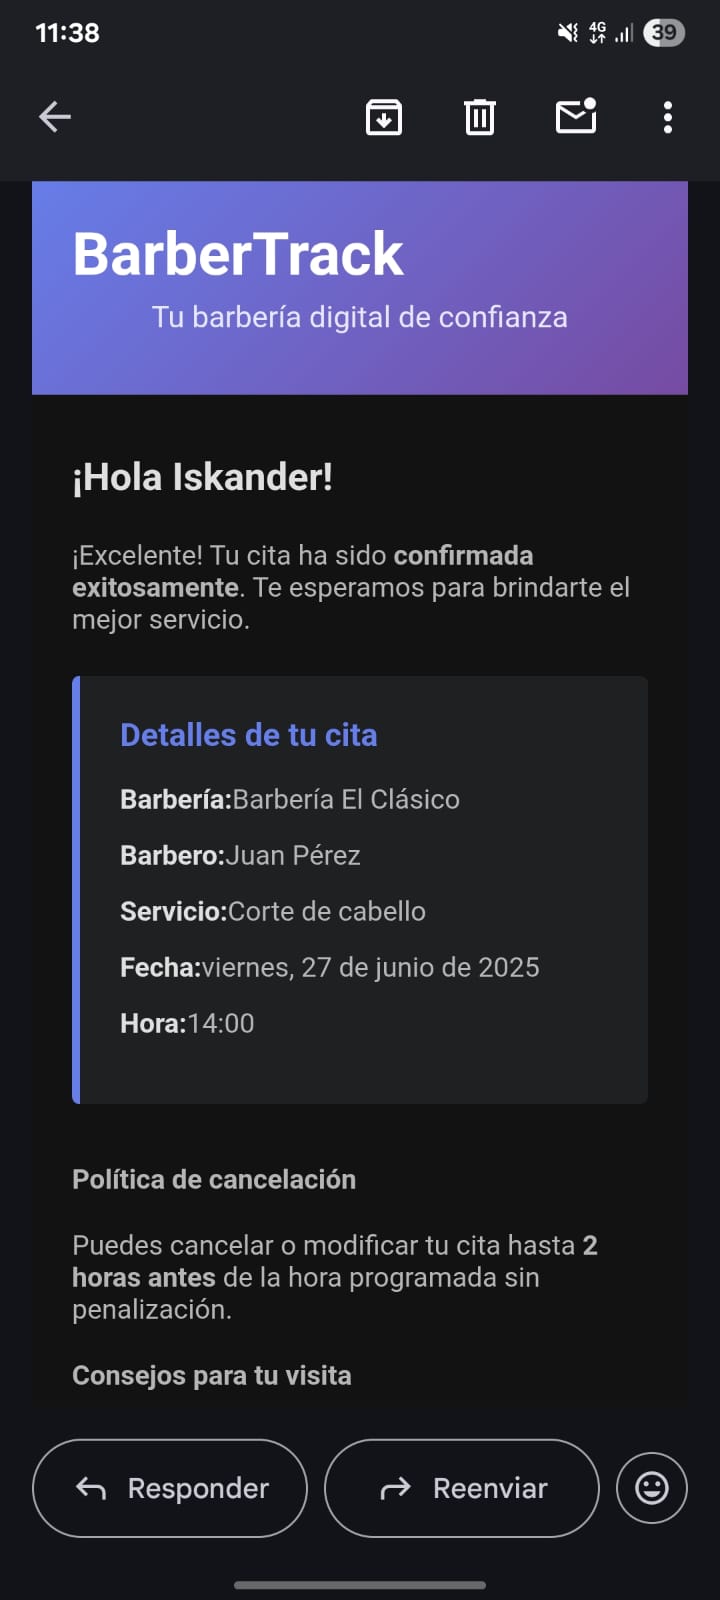 11:38
4G
39
BarberTrack
Tu barbería digital de confianza
¡Hola Iskander!
¡Excelente! Tu cita ha sido confirmada
exitosamente. Te esperamos para brindarte el
mejor servicio.
Detalles de tu cita
Barbería:Barbería El Clásico
Barbero:Juan Pérez
Servicio:Corte de cabello
Fecha:viernes, 27 de junio de 2025
Hora:14:00
Política de cancelación
Puedes cancelar o modificar tu cita hasta 2
horas antes de la hora programada sin
penalización.
Consejos para tu visita
Responder
Reenviar